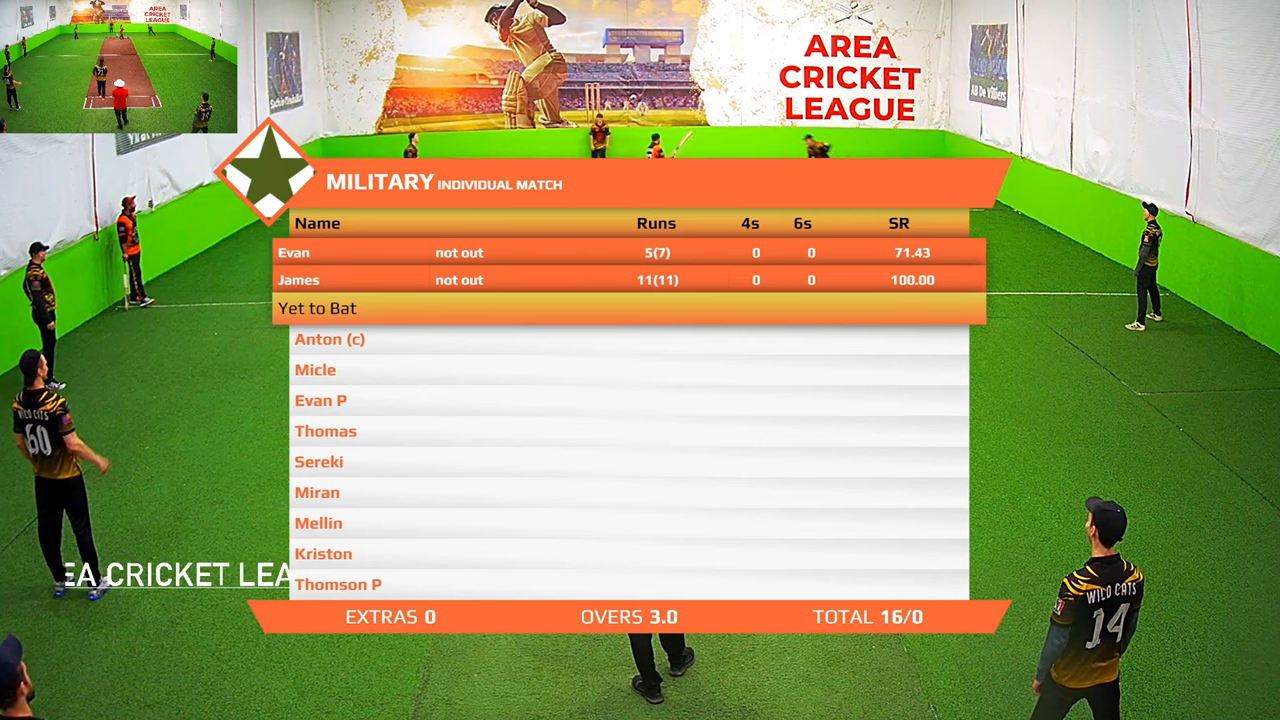 AREA
CRICKET
LEAGUE
AREA
CRICKET
LEAGUE
AB De Villiers
MILITARY INDIVIDUAL MATCH
Name Runs 4s 6s SR
Evan not out 5(7) 0 0 71.43
James not out 11(11) 0 0 100.00
Yet to Bat
Anton (c)
Micle
Evan P
Thomas
Sereki
Miran
Mellin
Kriston
Thomson P
EXTRAS 0 OVERS 3.0 TOTAL 16/0
EA CRICKET LEA
WILD CATS
60
WILD CATS
14